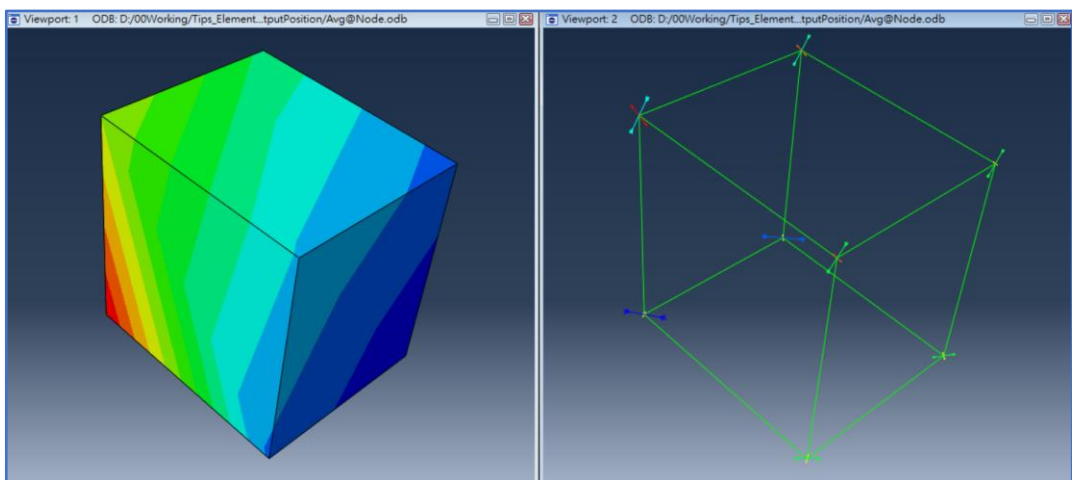 Viewport: 1 ODB: D:/00Working/Tips_Element...tputPosition/Avg@Node.odb
Viewport: 2 ODB: D:/00Working/Tips_Element...tputPosition/Avg@Node.odb